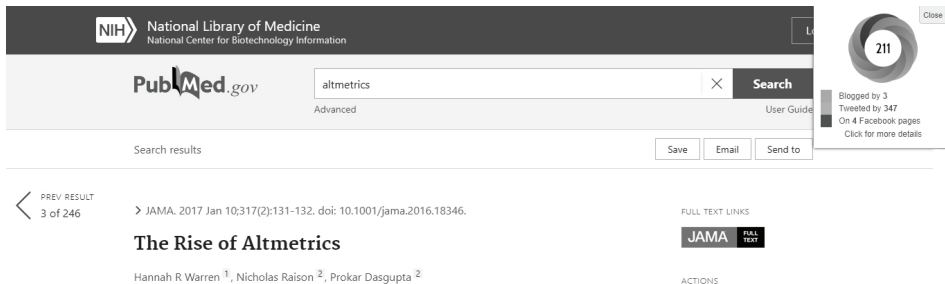 NIH National Library of Medicine
National Center for Biotechnology Information
Close
211
Blogged by 3
Tweeted by 347
On 4 Facebook pages
Click for more details
PubMed.gov
altmetrics
Search
Advanced
User Guide
Search results
Save
Email
Send to
PREV RESULT
3 of 246
> JAMA. 2017 Jan 10;317(2):131-132. doi: 10.1001/jama.2016.18346.
The Rise of Altmetrics
Hannah R Warren 1, Nicholas Raison 2, Prokar Dasgupta 2
FULL TEXT LINKS
JAMA FULL TEXT
ACTIONS